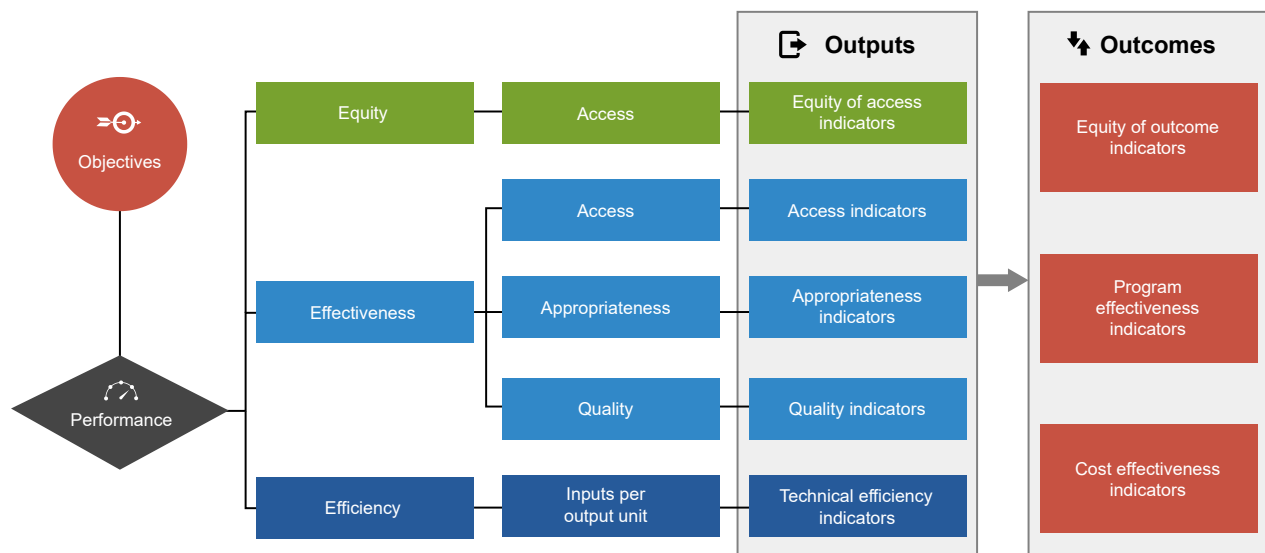 Outputs
Outcomes
Objectives
Performance
Equity
Access
Equity of access
indicators
Effectiveness
Access
Access indicators
Appropriateness
Appropriateness
indicators
Quality
Quality indicators
Efficiency
Inputs per
output unit
Technical efficiency
indicators
Equity of outcome
indicators
Program
effectiveness
indicators
Cost effectiveness
indicators